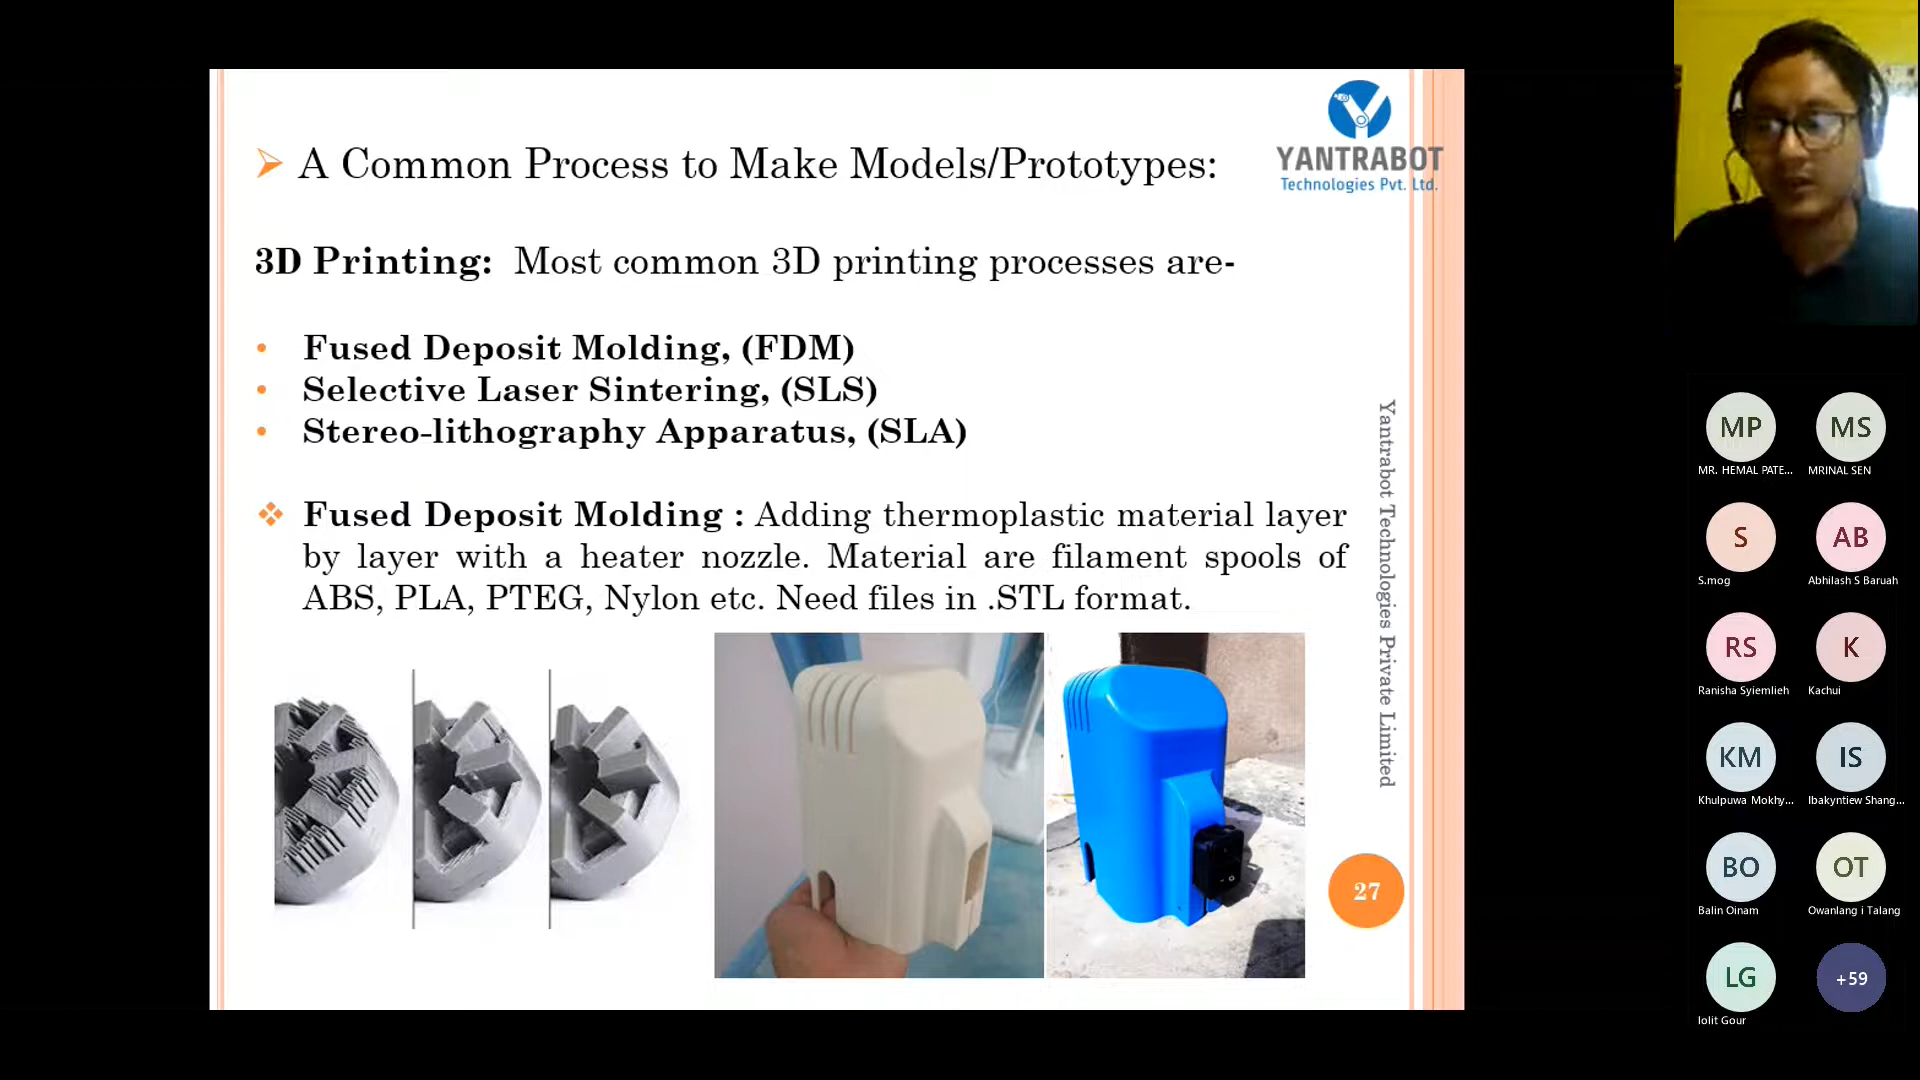 YANTRABOT
Technologies Pvt. Ltd.
A Common Process to Make Models/Prototypes:
3D Printing: Most common 3D printing processes are-
• Fused Deposit Molding, (FDM)
• Selective Laser Sintering, (SLS)
• Stereo-lithography Apparatus, (SLA)
Fused Deposit Molding : Adding thermoplastic material layer
by layer with a heater nozzle. Material are filament spools of
ABS, PLA, PTEG, Nylon etc. Need files in .STL format.
Yantrabot Technologies Private Limited
27
MP
MR. HEMAL PATE...
MS
MRINAL SEN
S
S.mog
AB
Abhilash S Baruah
RS
Ranisha Syiemlieh
K
Kachui
KM
Khulpuwa Mokhy...
IS
Ibakyntiew Shang...
BO
Balin Oinam
OT
Owanlang i Talang
LG
lolit Gour
+59